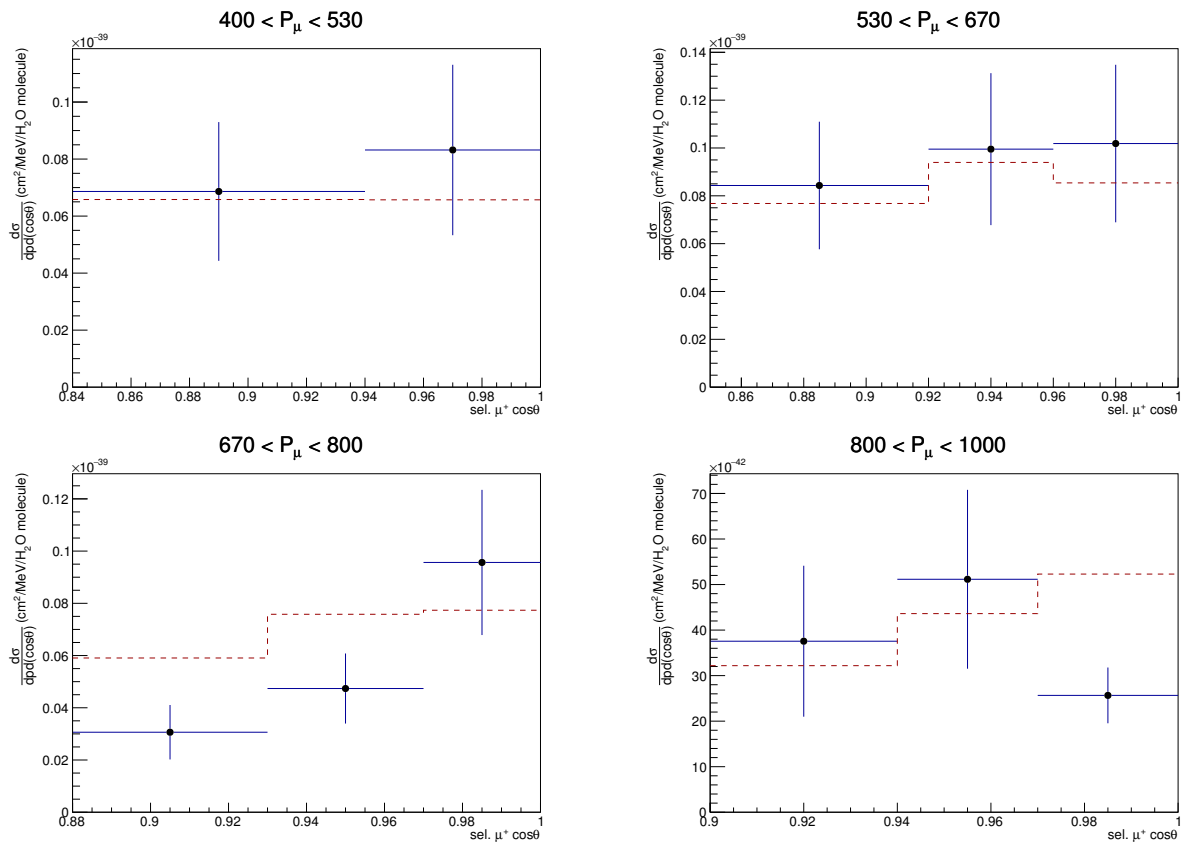 400 < Pμ < 530
×10⁻³⁹
dσ/dpd(cosθ) (cm²/MeV/H₂O molecule)
0.1
0.08
0.06
0.04
0.02
0
0.84 0.86 0.88 0.9 0.92 0.94 0.96 0.98 1
sel. μ⁺ cosθ
530 < Pμ < 670
×10⁻³⁹
dσ/dpd(cosθ) (cm²/MeV/H₂O molecule)
0.14
0.12
0.1
0.08
0.06
0.04
0.02
0
0.86 0.88 0.9 0.92 0.94 0.96 0.98 1
sel. μ⁺ cosθ
670 < Pμ < 800
×10⁻³⁹
dσ/dpd(cosθ) (cm²/MeV/H₂O molecule)
0.12
0.1
0.08
0.06
0.04
0.02
0
0.88 0.9 0.92 0.94 0.96 0.98 1
sel. μ⁺ cosθ
800 < Pμ < 1000
×10⁻⁴²
dσ/dpd(cosθ) (cm²/MeV/H₂O molecule)
70
60
50
40
30
20
10
0
0.9 0.92 0.94 0.96 0.98 1
sel. μ⁺ cosθ